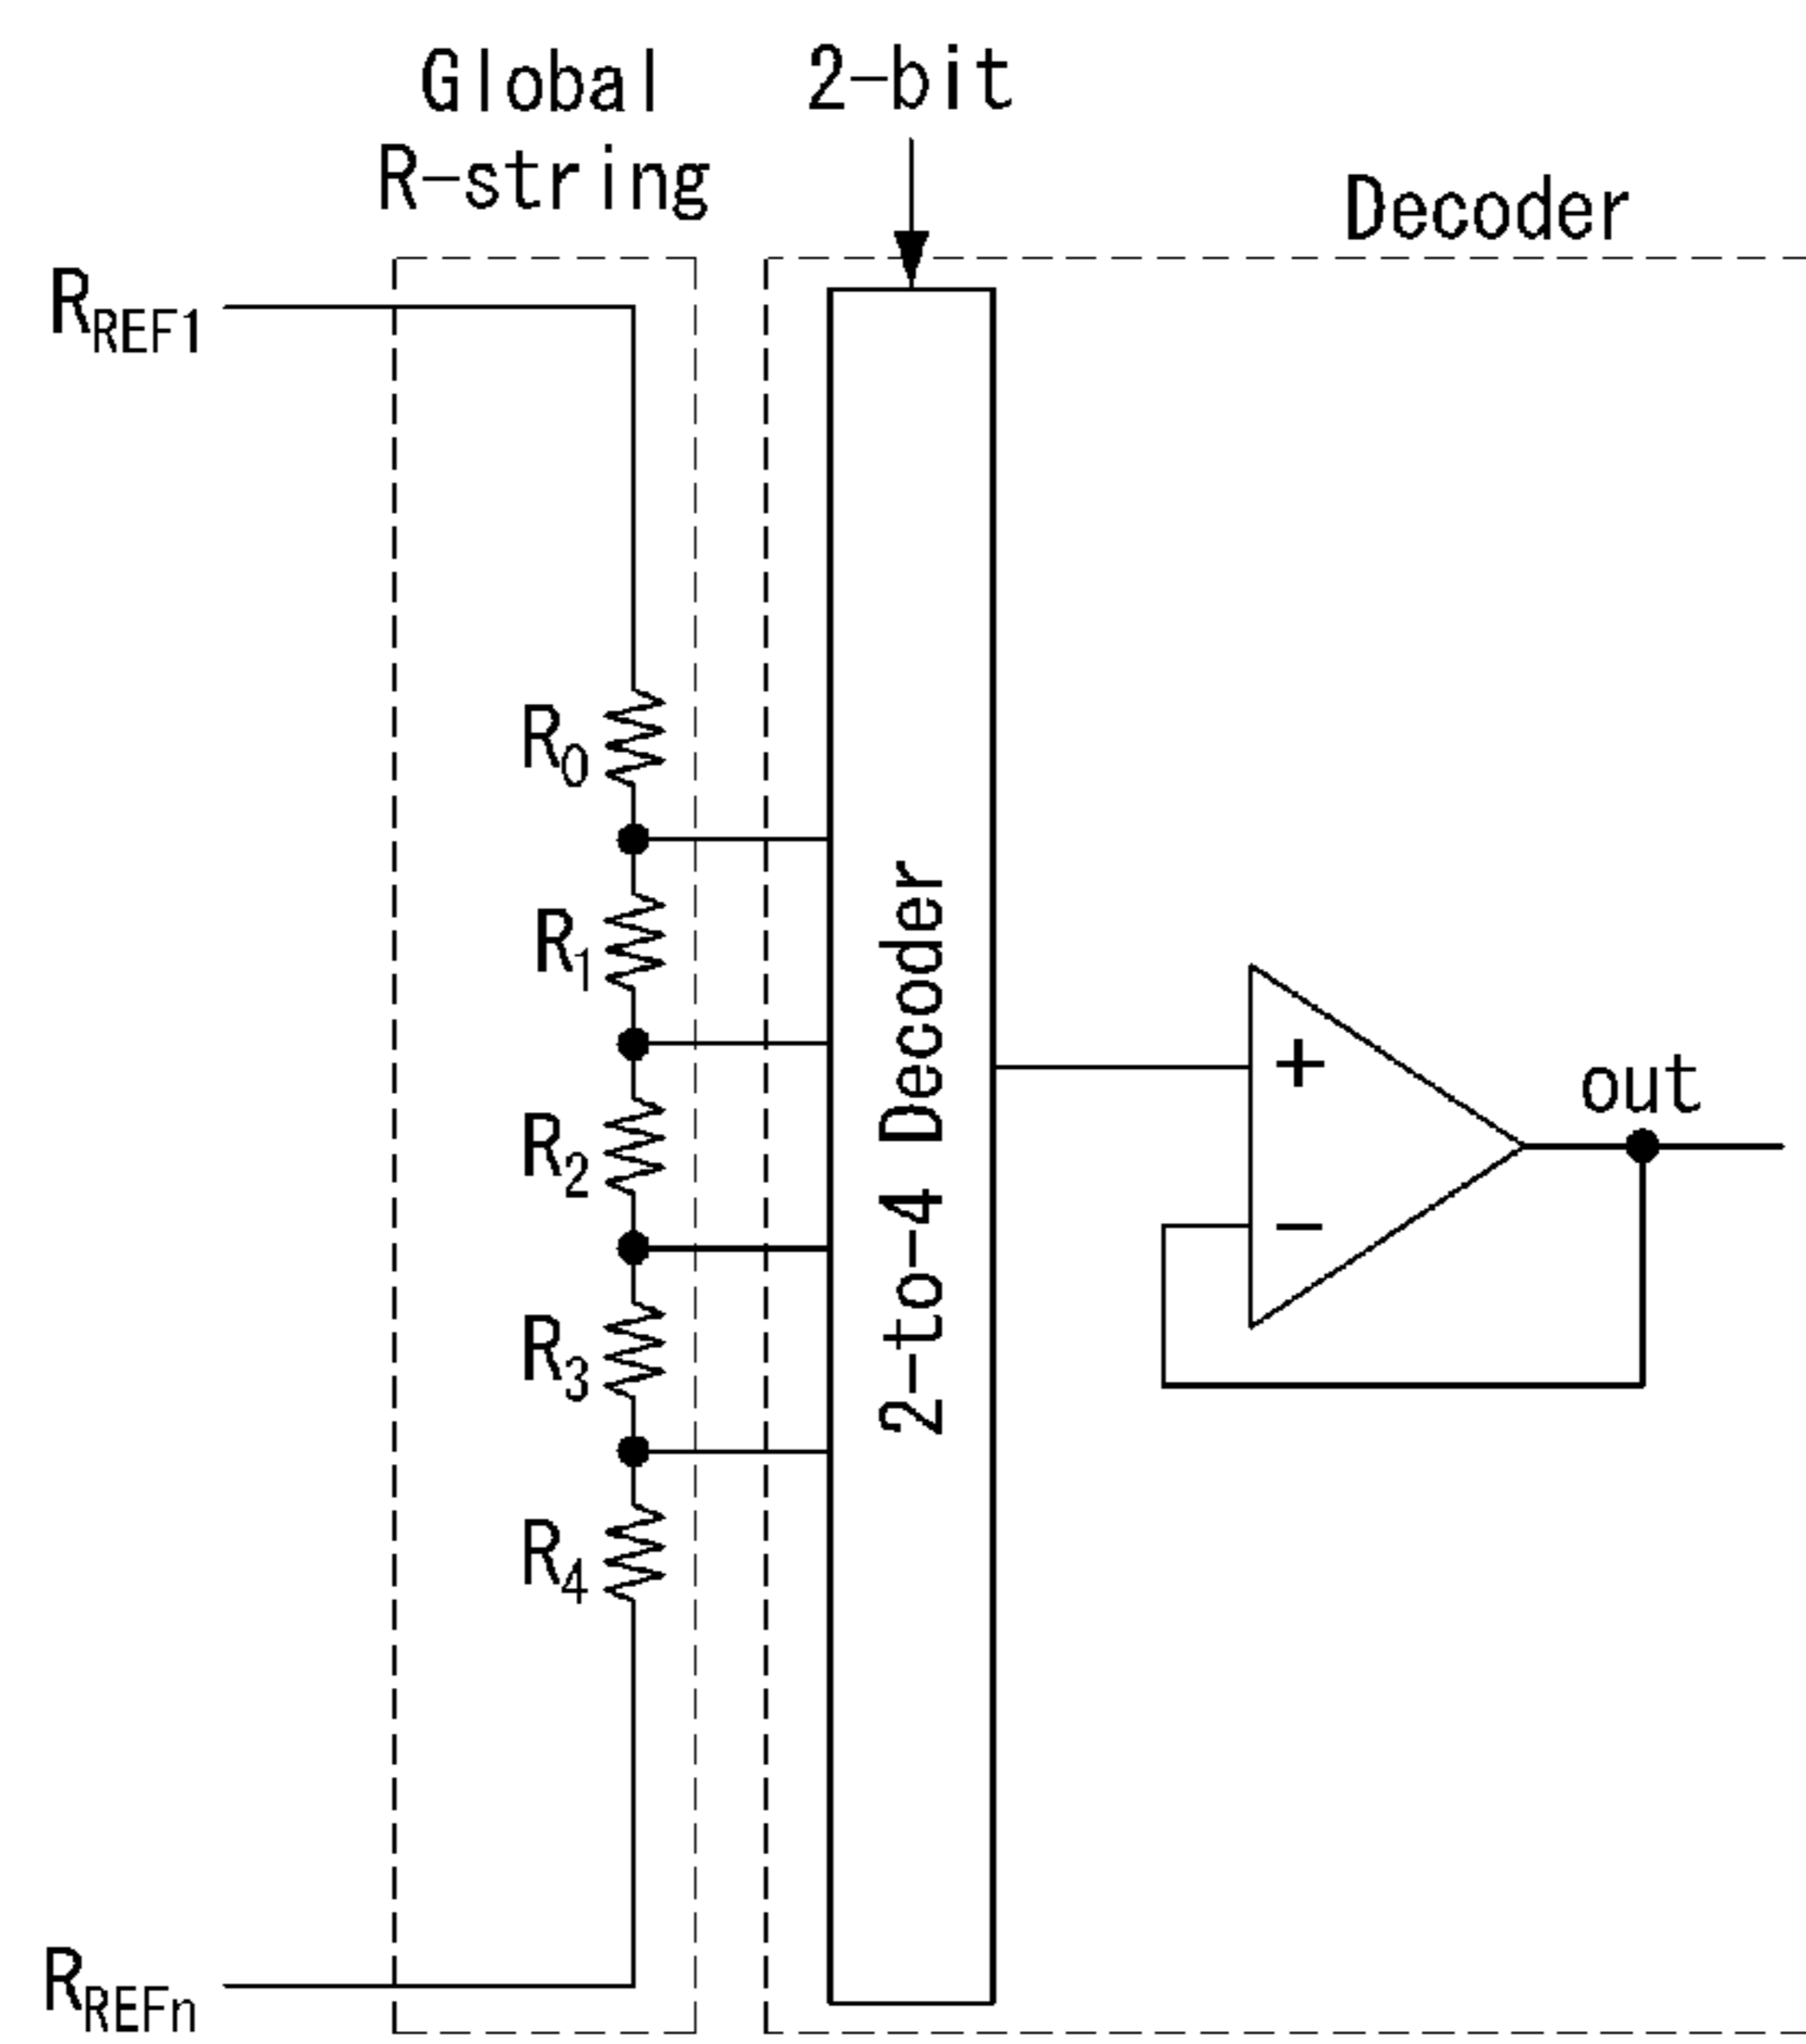 Global
R-string
2-bit
Decoder
RREF1
R0
R1
R2
R3
R4
2-to-4 Decoder
+
−
out
RREFn